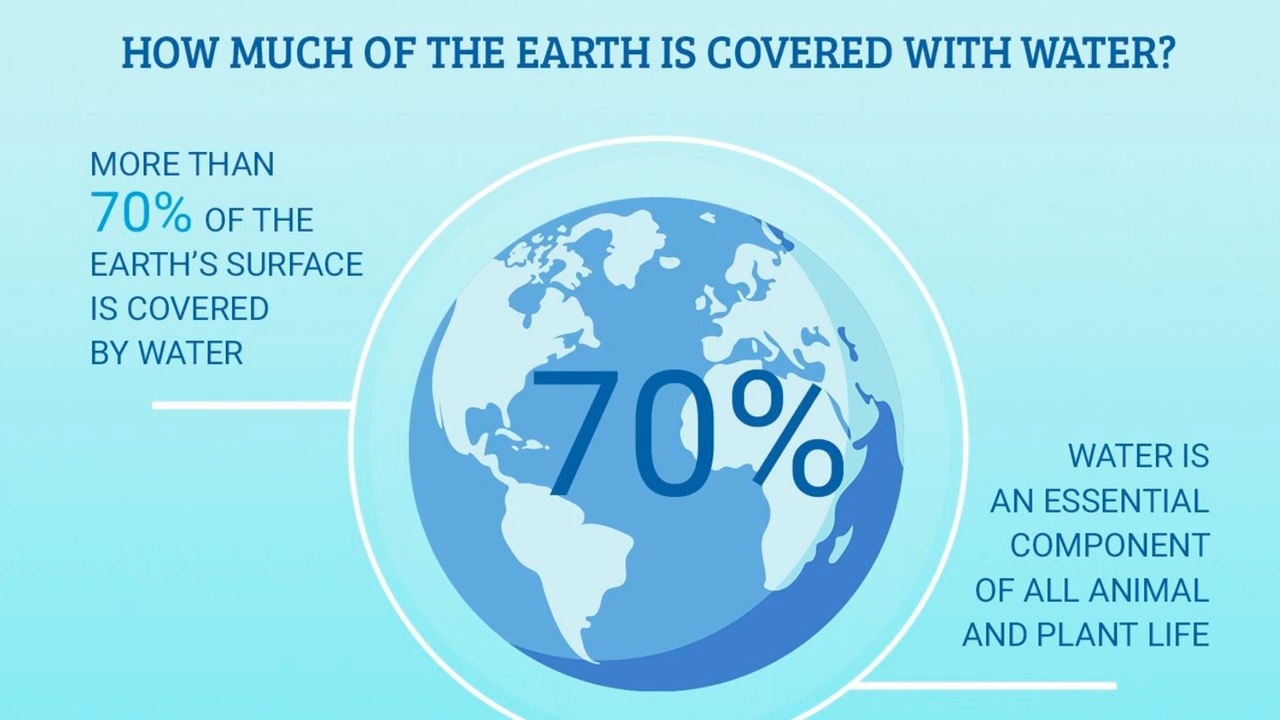 HOW MUCH OF THE EARTH IS COVERED WITH WATER?
MORE THAN
70% OF THE
EARTH’S SURFACE
IS COVERED
BY WATER
70%
WATER IS
AN ESSENTIAL
COMPONENT
OF ALL ANIMAL
AND PLANT LIFE